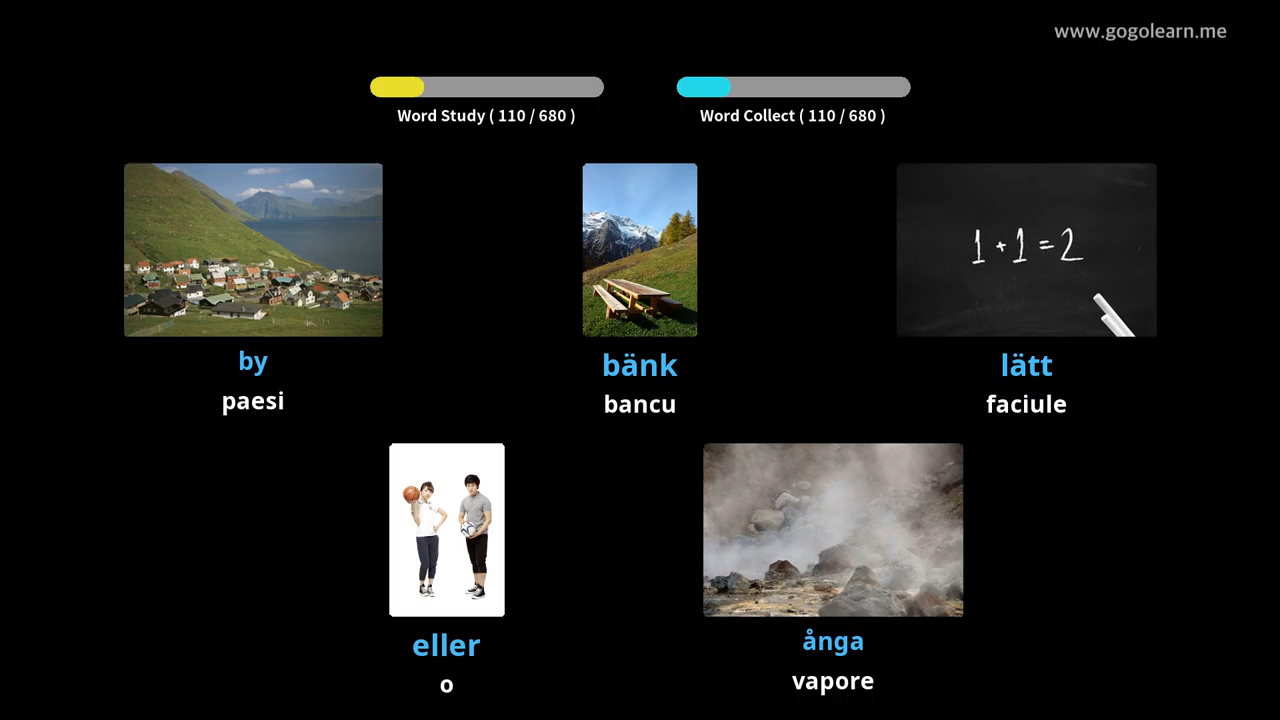 www.gogolearn.me
Word Study ( 110 / 680 )
Word Collect ( 110 / 680 )
by
paesi
bänk
bancu
1 + 1 = 2
lätt
faciule
eller
o
ånga
vapore